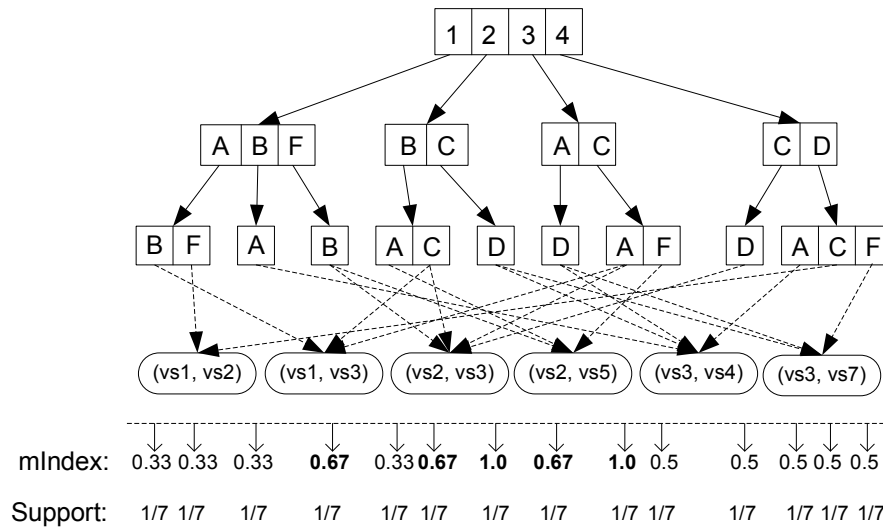 1 2 3 4
A B F B C A C C D
B F A B A C D D A F D A C F
(vs1, vs2) (vs1, vs3) (vs2, vs3) (vs2, vs5) (vs3, vs4) (vs3, vs7)
mIndex: 0.33 0.33 0.33 0.67 0.33 0.67 1.0 0.67 1.0 0.5 0.5 0.5 0.5 0.5
Support: 1/7 1/7 1/7 1/7 1/7 1/7 1/7 1/7 1/7 1/7 1/7 1/7 1/7 1/7